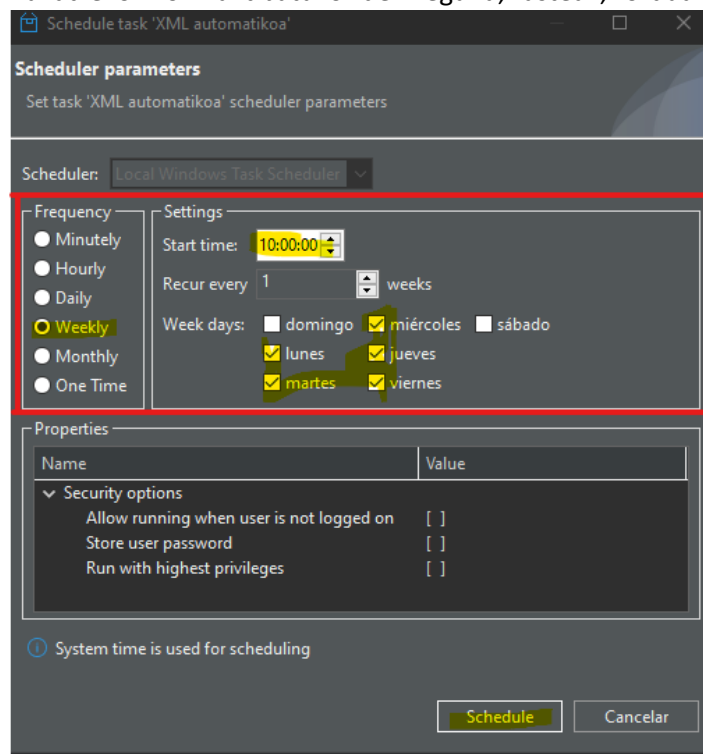 Schedule task 'XML automatikoa'
Scheduler parameters
Set task 'XML automatikoa' scheduler parameters
Scheduler: Local Windows Task Scheduler
Frequency
Minutely
Hourly
Daily
Weekly
Monthly
One Time
Settings
Start time: 10:00:00
Recur every 1 weeks
Week days: domingo miércoles sábado
lunes jueves
martes viernes
Properties
Name Value
Security options
Allow running when user is not logged on [ ]
Store user password [ ]
Run with highest privileges [ ]
System time is used for scheduling
Schedule Cancelar